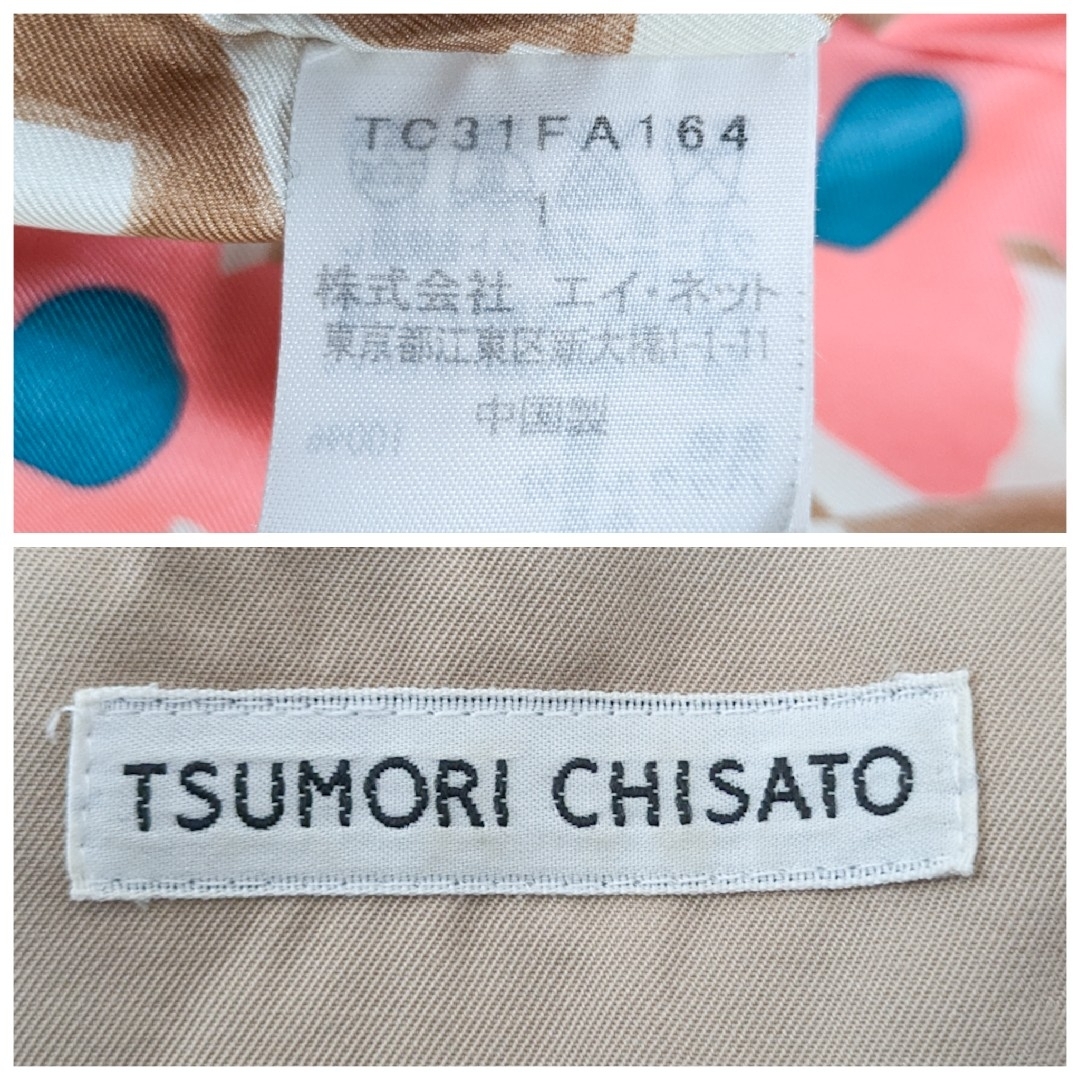 TC31FA164
1
株式会社 エイ・ネット
東京都江東区新大橋1-1-11
中国製
TSUMORI CHISATO